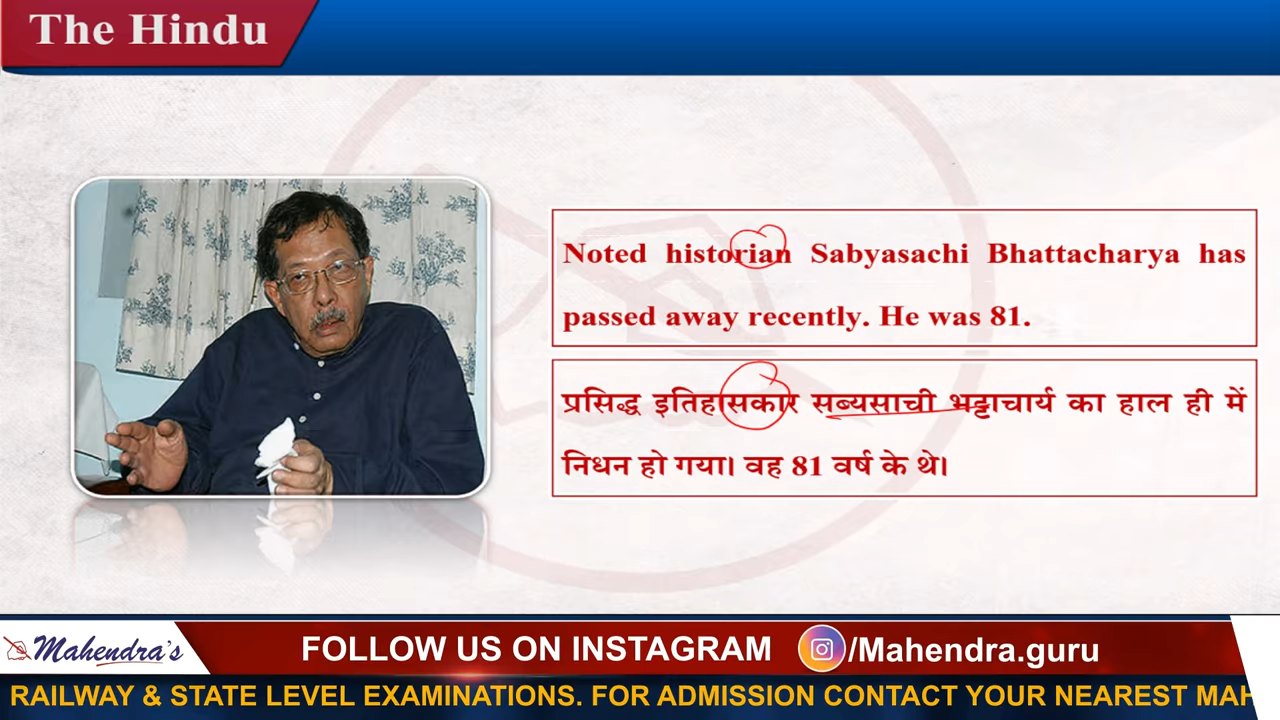 The Hindu
Noted historian Sabyasachi Bhattacharya has
passed away recently. He was 81.
प्रसिद्ध इतिहासकार सब्यसाची भट्टाचार्य का हाल ही में
निधन हो गया। वह 81 वर्ष के थे।
Mahendra's
FOLLOW US ON INSTAGRAM /Mahendra.guru
RAILWAY & STATE LEVEL EXAMINATIONS. FOR ADMISSION CONTACT YOUR NEAREST MAH